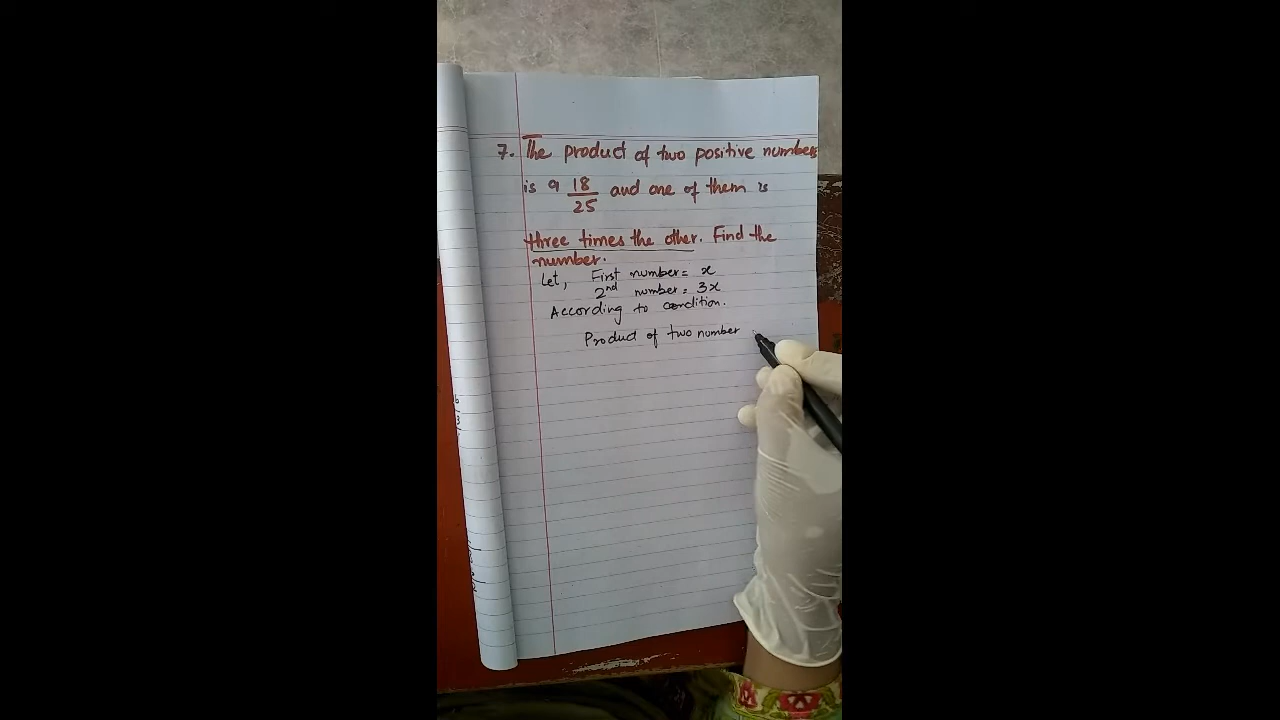 7. The product of two positive numbers
is 9 18/25 and one of them is
three times the other. Find the
number.
Let, First number = x
2nd number = 3x
According to condition.
Product of two number